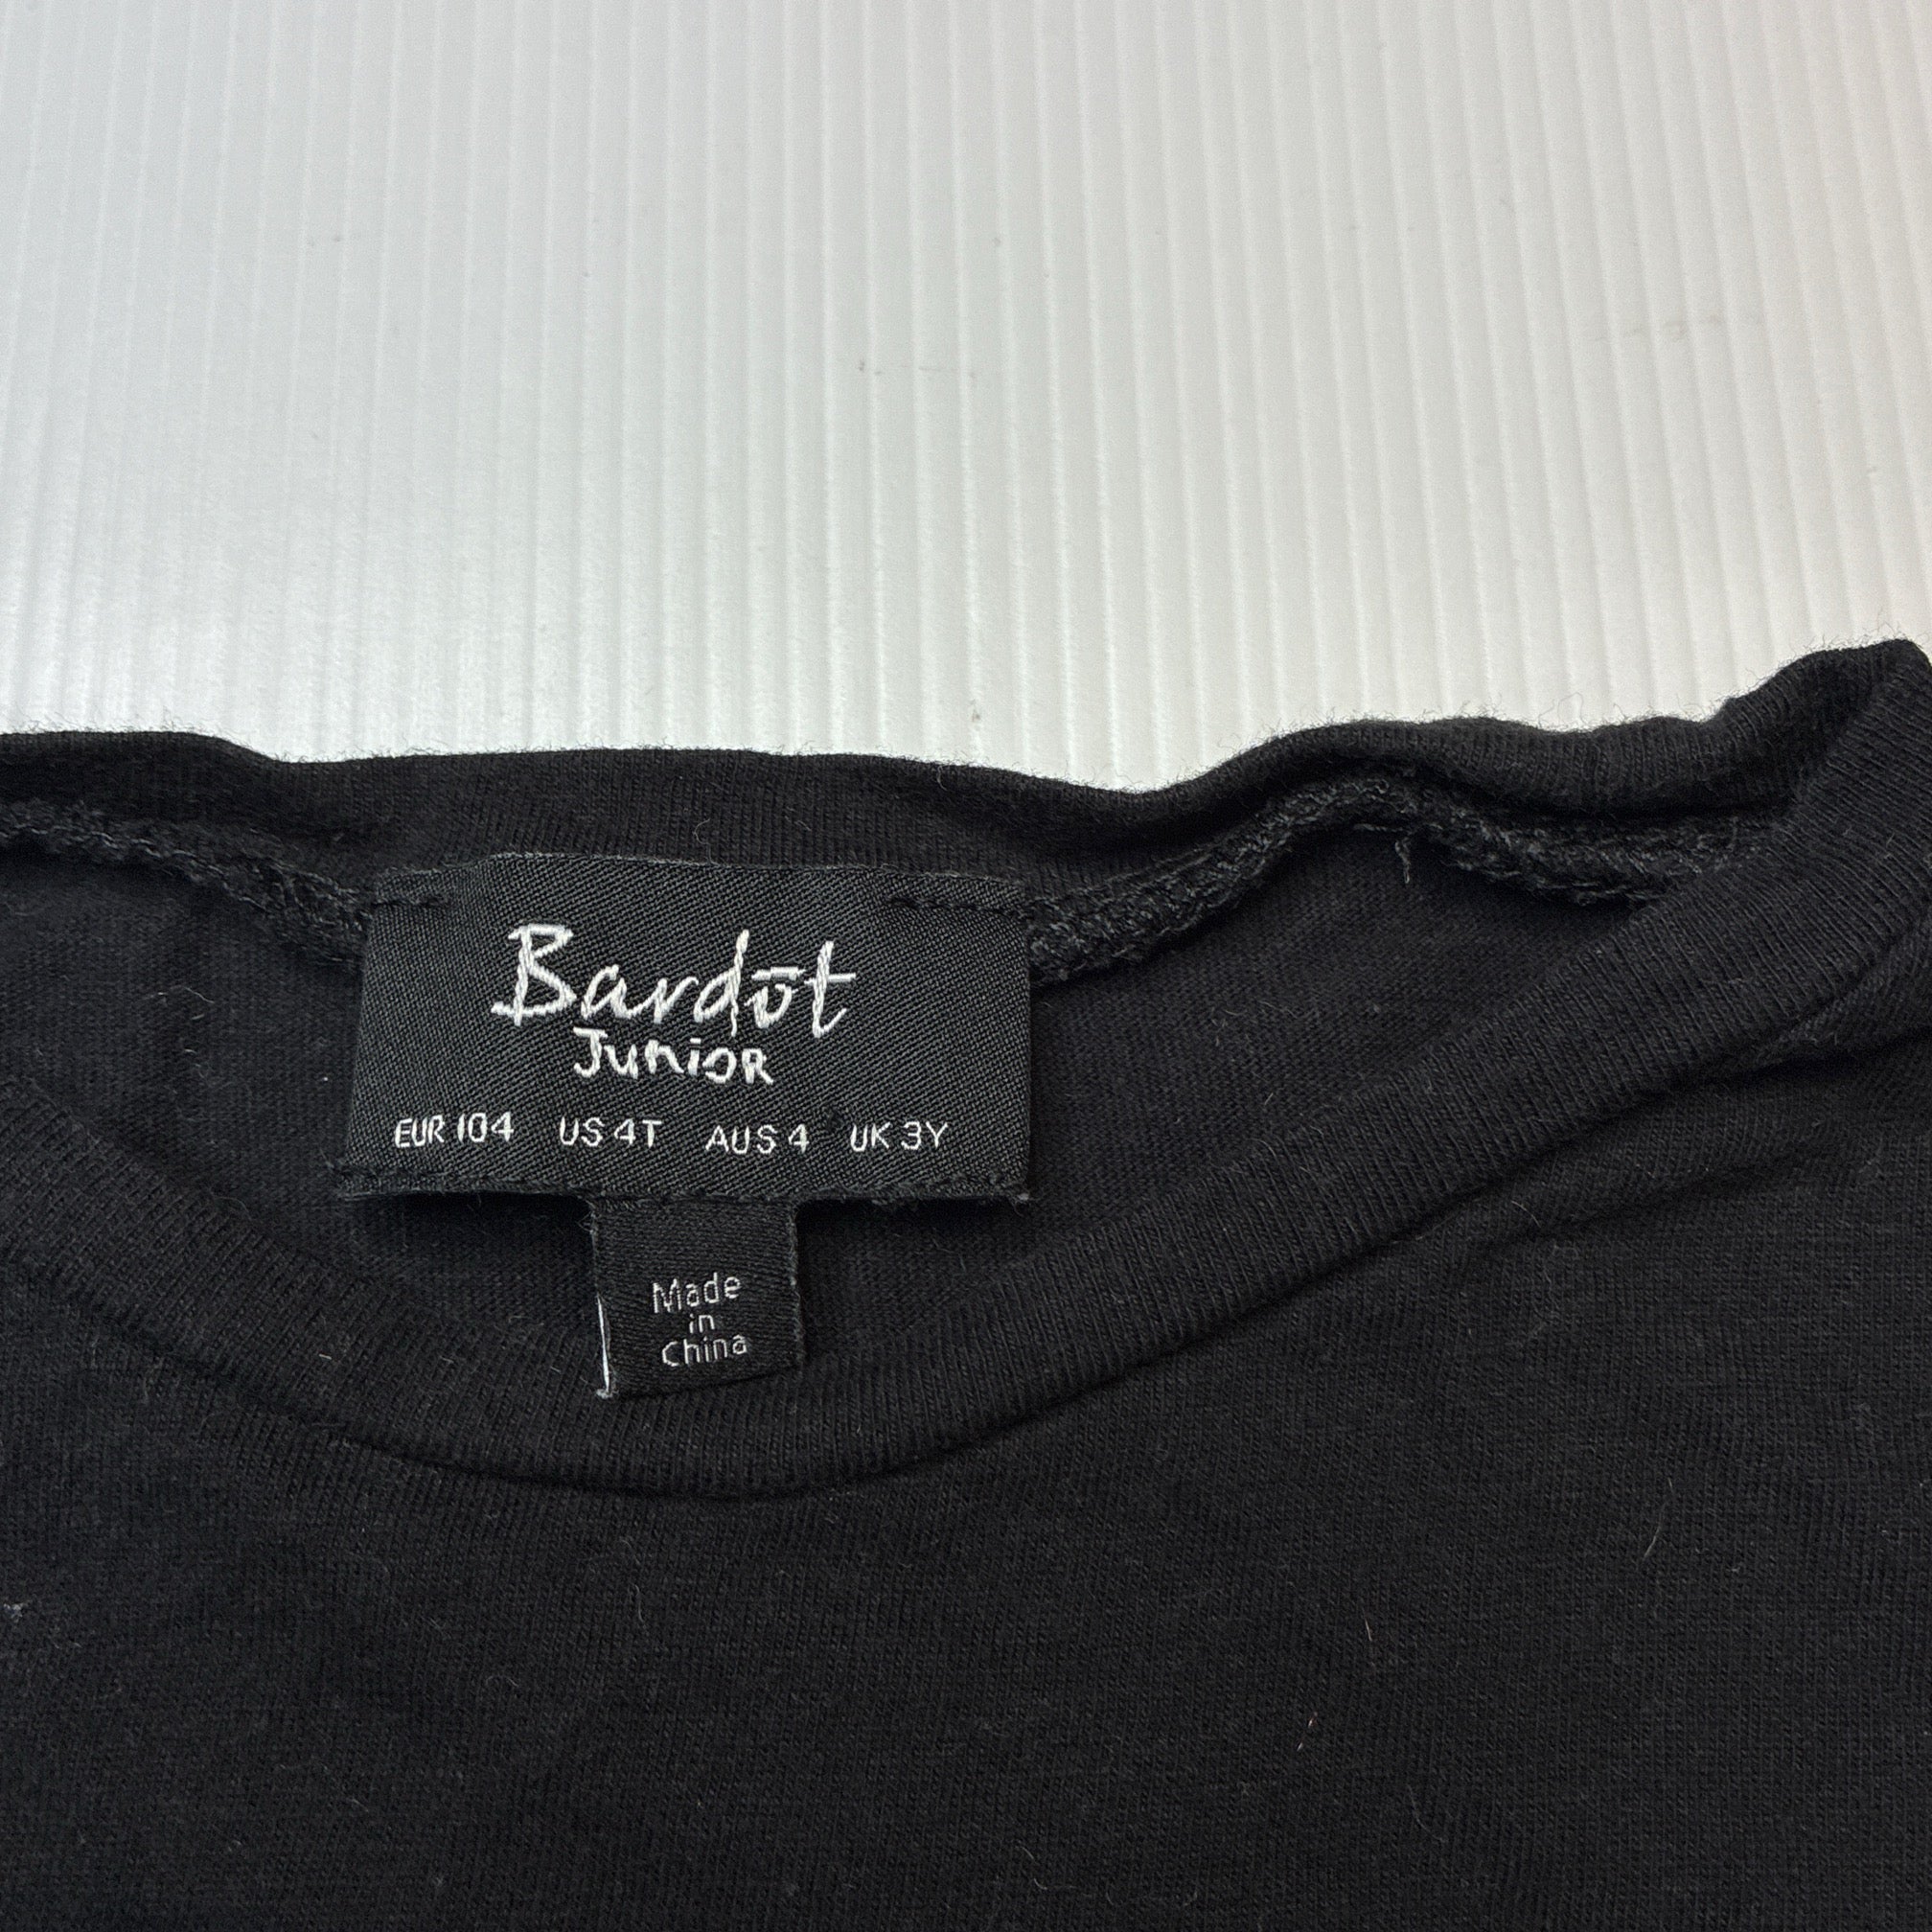 Bardōt
Junior
EUR 104 US 4T AUS 4 UK 3Y
Made
in
China